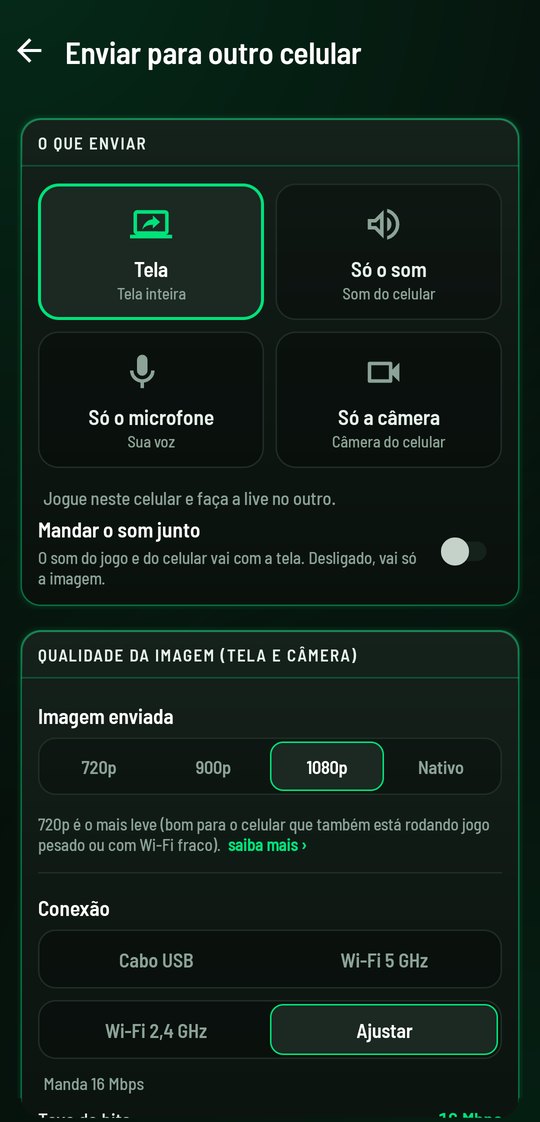 Enviar para outro celular
O QUE ENVIAR
Tela
Tela inteira
Só o som
Som do celular
Só o microfone
Sua voz
Só a câmera
Câmera do celular
Jogue neste celular e faça a live no outro.
Mandar o som junto
O som do jogo e do celular vai com a tela. Desligado, vai só
a imagem.
QUALIDADE DA IMAGEM (TELA E CÂMERA)
Imagem enviada
720p
900p
1080p
Nativo
720p é o mais leve (bom para o celular que também está rodando jogo
pesado ou com Wi-Fi fraco). saiba mais ›
Conexão
Cabo USB
Wi-Fi 5 GHz
Wi-Fi 2,4 GHz
Ajustar
Manda 16 Mbps